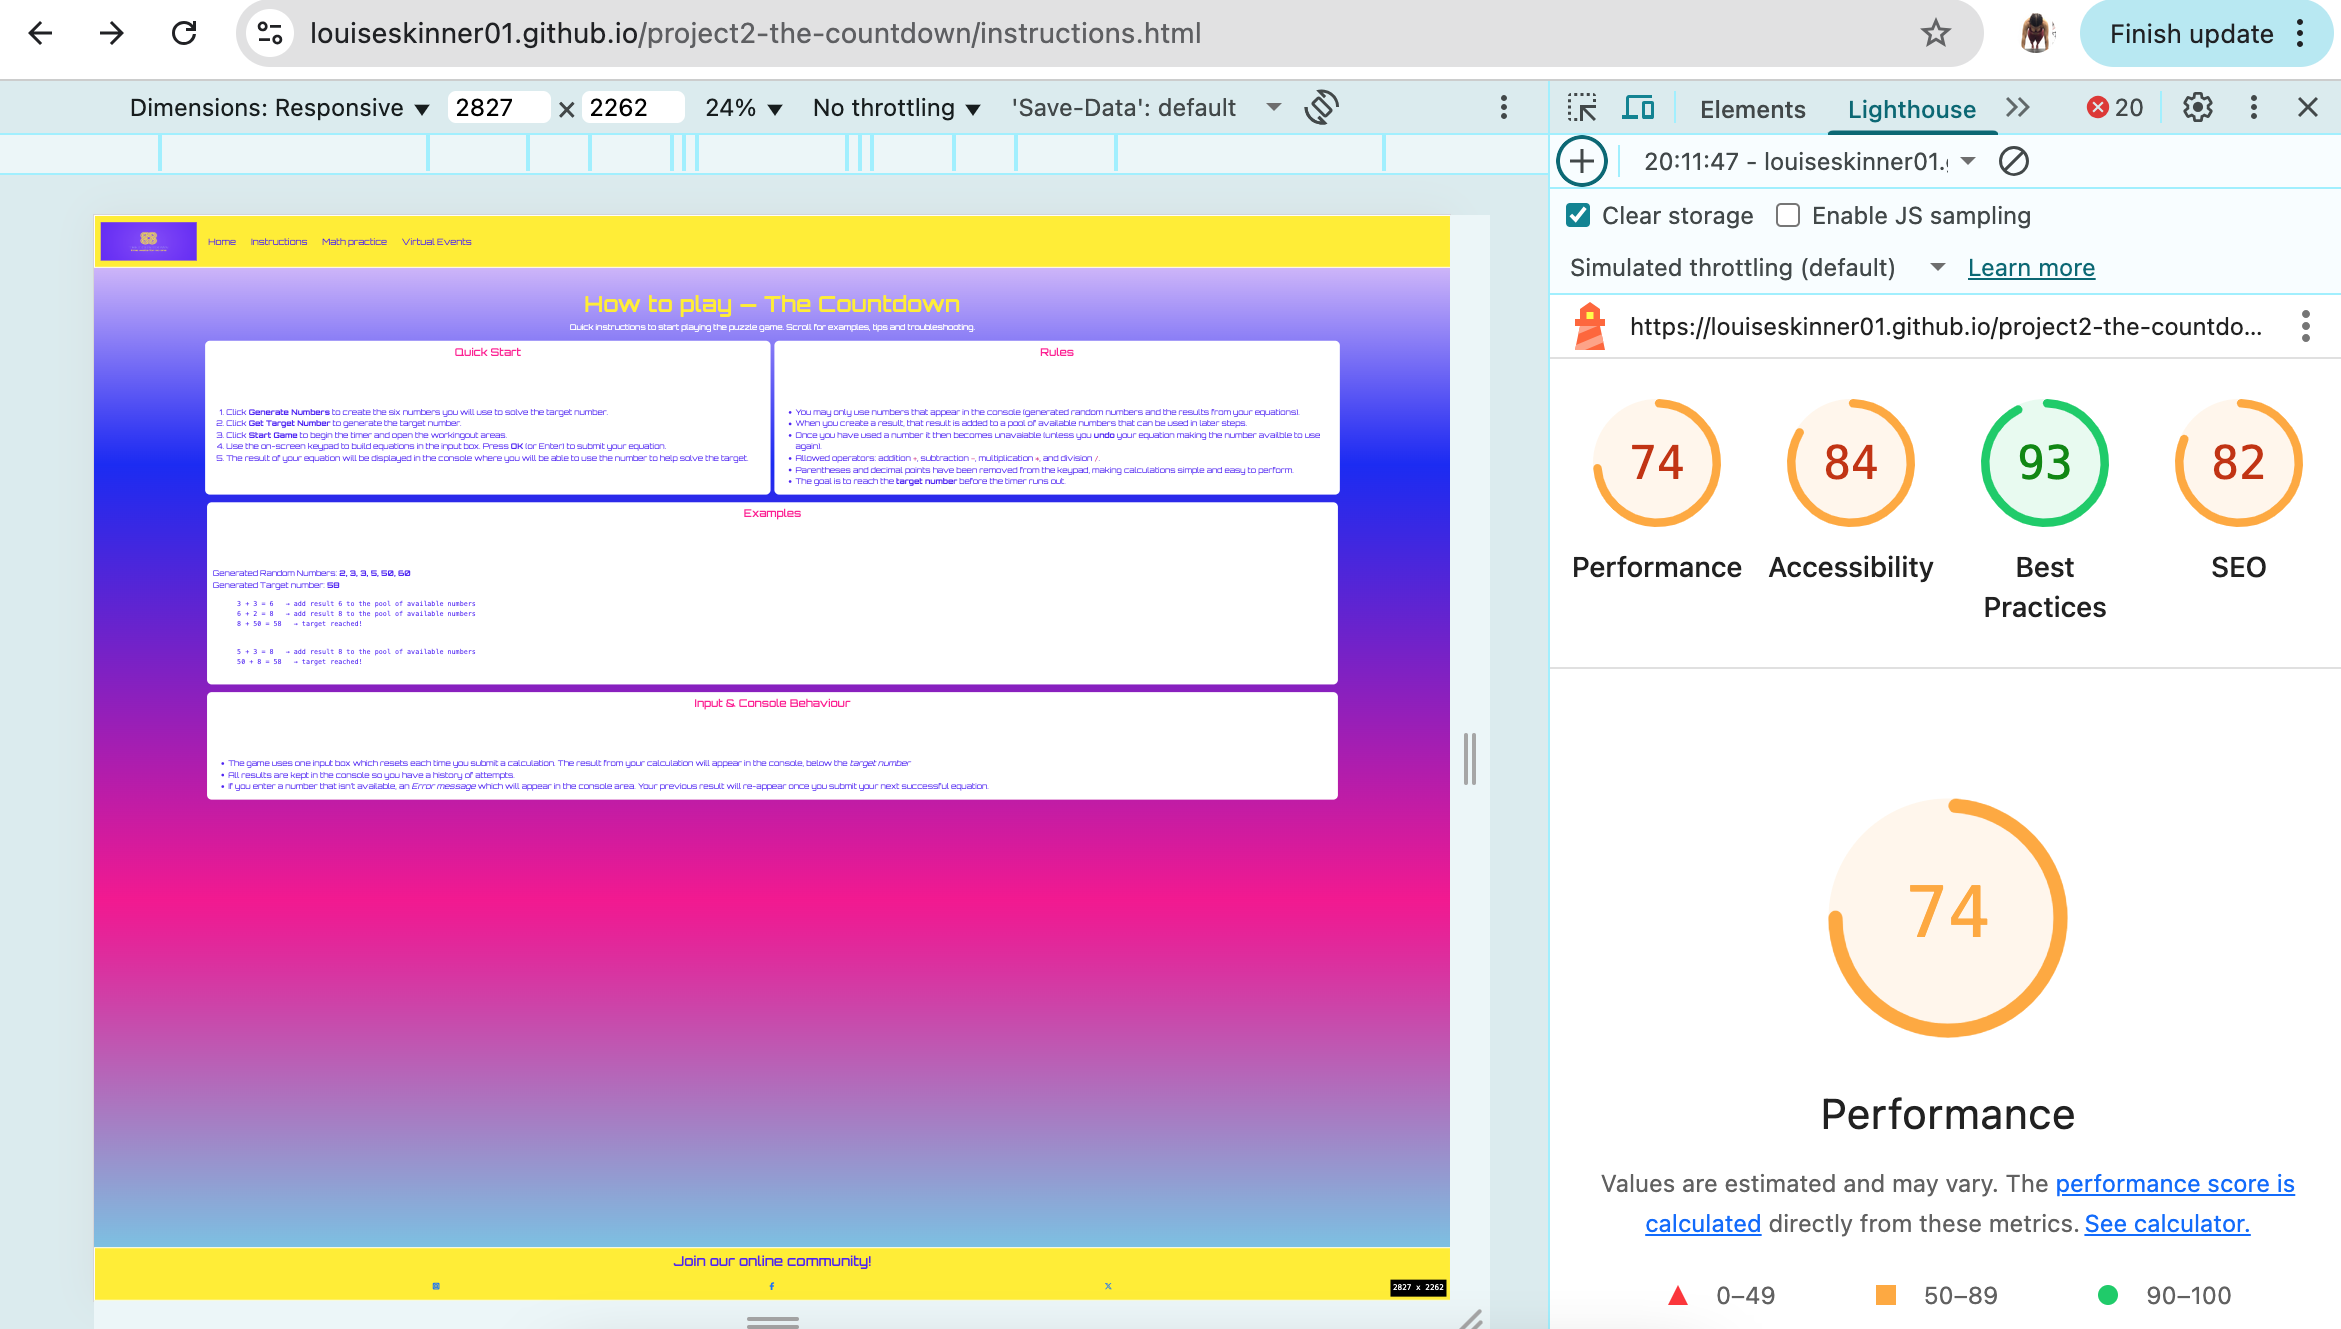 louiseskinner01.github.io/project2-the-countdown/instructions.html
Finish update
Dimensions: Responsive ▼ 2827 × 2262 24% ▼ No throttling ▼ 'Save-Data': default
Elements Lighthouse 20
20:11:47 - louiseskinner01.
Clear storage Enable JS sampling
Simulated throttling (default) Learn more
https://louiseskinner01.github.io/project2-the-countdo...
Home Instructions Math practice Virtual Events
How to play – The Countdown
Quick instructions to start playing the puzzle game. Scroll for examples, tips and troubleshooting.
Quick Start
1. Click Generate Numbers to create the six numbers you will use to solve the target number.
2. Click Get Target Number to generate the target number.
3. Click Start Game to begin the timer and open the workingout areas.
4. Use the on-screen keypad to build equations in the input box. Press OK (or Enter) to submit your equation.
5. The result of your equation will be displayed in the console where you will be able to use the number to help solve the target.
Rules
• You may only use numbers that appear in the console (generated random numbers and the results from your equations).
• When you create a result, that result is added to a pool of available numbers that can be used in later steps.
• Once you have used a number it then becomes unavaiable (unless you undo your equation making the number availble to use
again).
• Allowed operators: addition +, subtraction -, multiplication *, and division /.
• Parentheses and decimal points have been removed from the keypad, making calculations simple and easy to perform.
• The goal is to reach the target number before the timer runs out.
Examples
Generated Random Numbers: 2, 3, 3, 5, 50, 60
Generated Target number: 58
3 + 3 = 6 → add result 6 to the pool of available numbers
6 + 2 = 8 → add result 8 to the pool of available numbers
8 + 50 = 58 → target reached!
5 + 3 = 8 → add result 8 to the pool of available numbers
50 + 8 = 58 → target reached!
Input & Console Behaviour
• The game uses one input box which resets each time you submit a calculation. The result from your calculation will appear in the console, below the target number
• All results are kept in the console so you have a history of attempts.
• If you enter a number that isn't available, an Error message which will appear in the console area. Your previous result will re-appear once you submit your next successful equation.
Join our online community!
2827 x 2262
74 84 93 82
Performance Accessibility Best Practices SEO
74
Performance
Values are estimated and may vary. The performance score is
calculated directly from these metrics. See calculator.
0–49 50–89 90–100